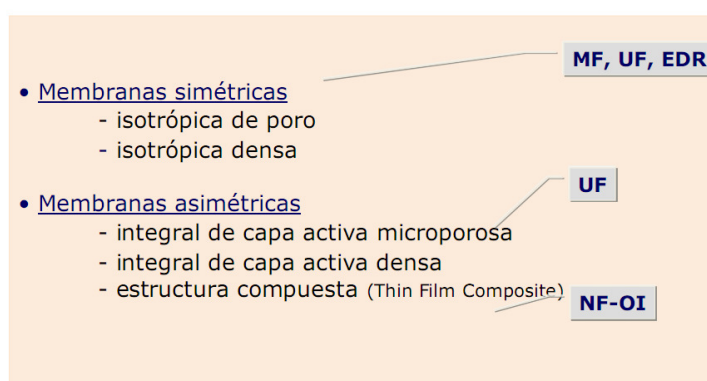 MF, UF, EDR
• Membranas simétricas
- isotrópica de poro
- isotrópica densa
UF
• Membranas asimétricas
- integral de capa activa microporosa
- integral de capa activa densa
- estructura compuesta (Thin Film Composite)
NF-OI